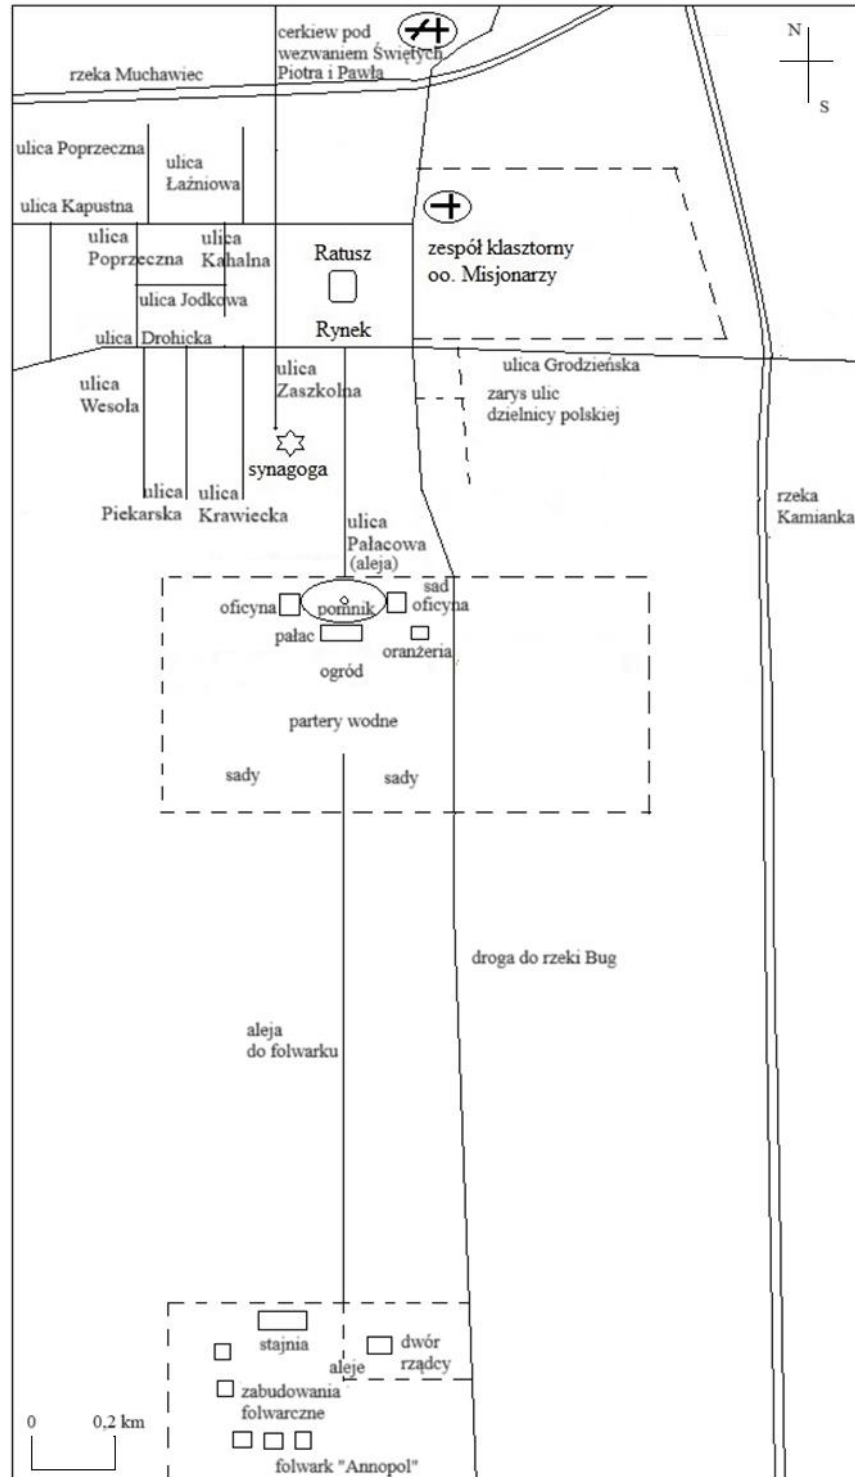 cerkiew pod
wezwaniem Świętych
Piotra i Pawła
N
S
rzeka Muchawiec
ulica Poprzeczna
ulica
Łaźniowa
ulica Kapustna
ulica
Poprzeczna
ulica
Kahalna
Ratusz
zespół klasztorny
oo. Misjonarzy
ulica Jodkowa
Rynek
ulica Drohicka
ulica Grodzieńska
ulica
Wesoła
ulica
Zaszkolna
zarys ulic
dzielnicy polskiej
synagoga
ulica
Piekarska
ulica
Krawiecka
rzeka
Kamianka
ulica
Pałacowa
(aleja)
sad
oficyna
pomnik
oficyna
pałac
oranżeria
ogród
partery wodne
sady
sady
droga do rzeki Bug
aleja
do folwarku
stajnia
dwór
rządcy
aleje
zabudowania
folwarczne
0
0,2 km
folwark "Annopol"